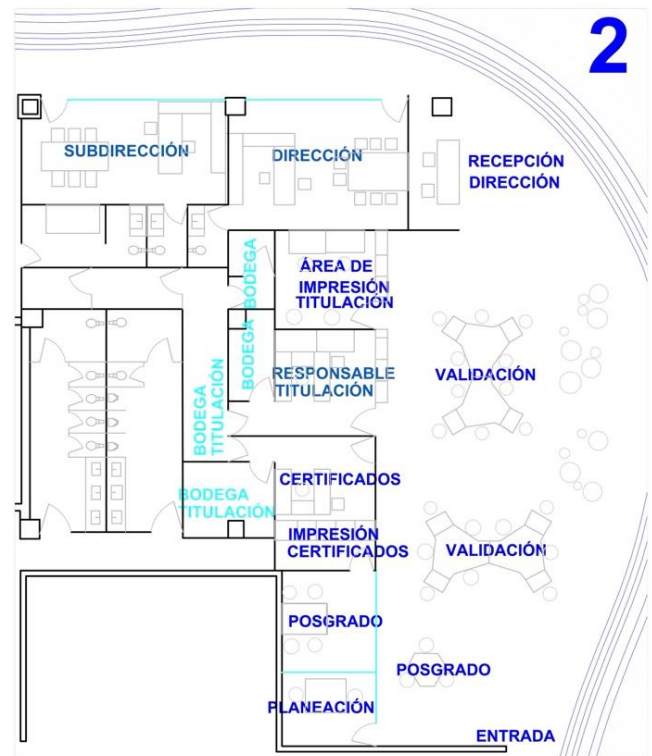 2
SUBDIRECCIÓN
DIRECCIÓN
RECEPCIÓN
DIRECCIÓN
ÁREA DE
IMPRESIÓN
TITULACIÓN
BODEGA
BODEGA
RESPONSABLE
TITULACIÓN
VALIDACIÓN
BODEGA
TITULACIÓN
CERTIFICADOS
BODEGA
TITULACIÓN
IMPRESIÓN
CERTIFICADOS
VALIDACIÓN
POSGRADO
POSGRADO
PLANEACIÓN
ENTRADA